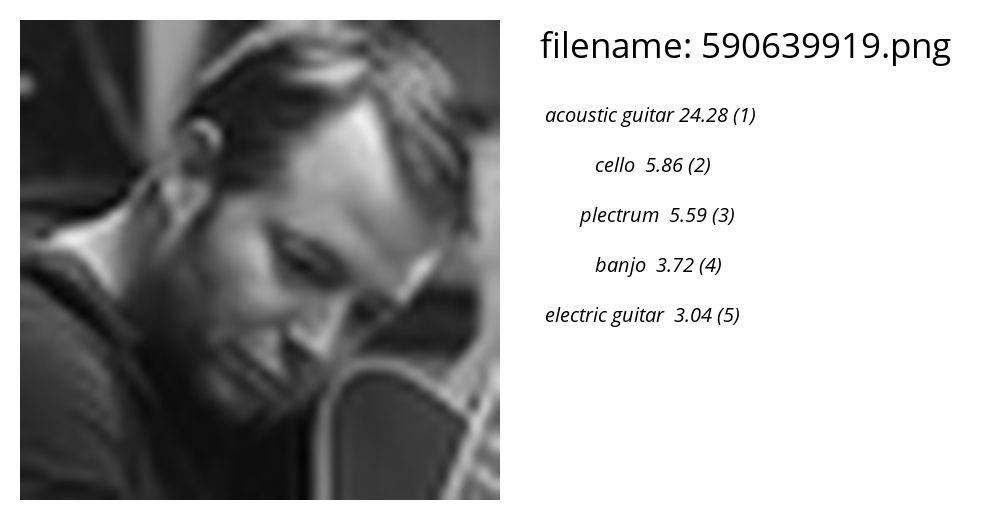 filename: 590639919.png
acoustic guitar 24.28 (1)
cello 5.86 (2)
plectrum 5.59 (3)
banjo 3.72 (4)
electric guitar 3.04 (5)